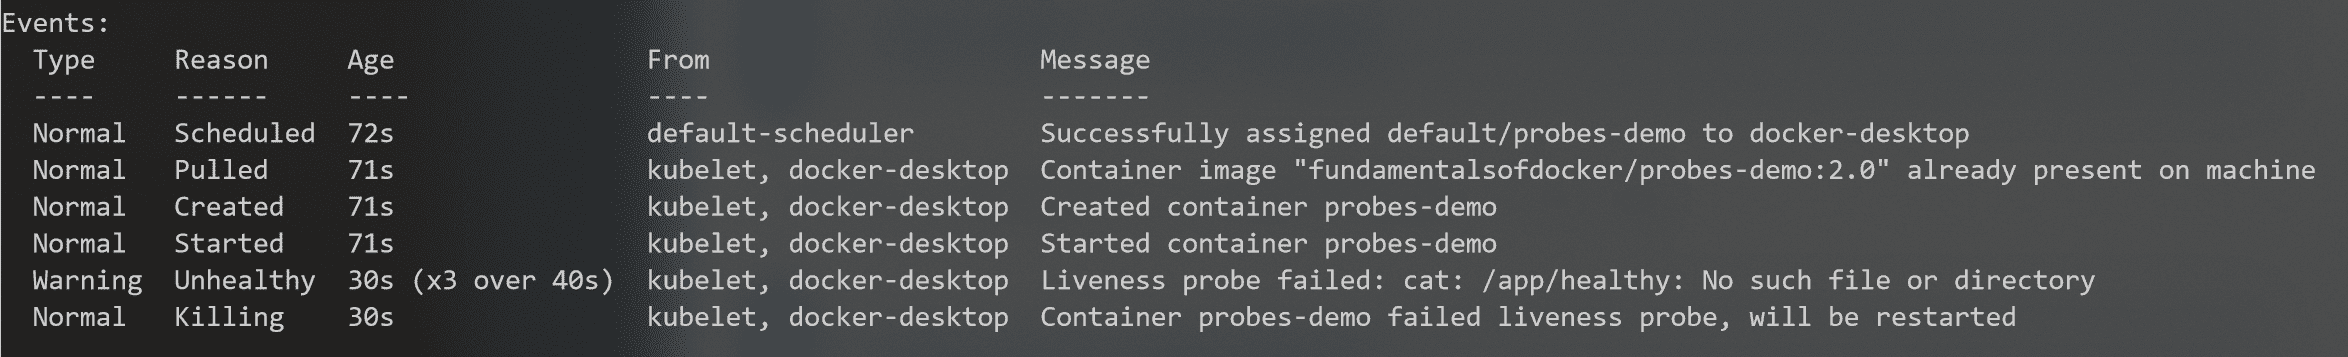 Events:
  Type     Reason     Age                From                     Message
  ----     ------     ----               ----                     -------
  Normal   Scheduled  72s                default-scheduler        Successfully assigned default/probes-demo to docker-desktop
  Normal   Pulled     71s                kubelet, docker-desktop  Container image "fundamentalsofdocker/probes-demo:2.0" already present on machine
  Normal   Created    71s                kubelet, docker-desktop  Created container probes-demo
  Normal   Started    71s                kubelet, docker-desktop  Started container probes-demo
  Warning  Unhealthy  30s (x3 over 40s)  kubelet, docker-desktop  Liveness probe failed: cat: /app/healthy: No such file or directory
  Normal   Killing    30s                kubelet, docker-desktop  Container probes-demo failed liveness probe, will be restarted